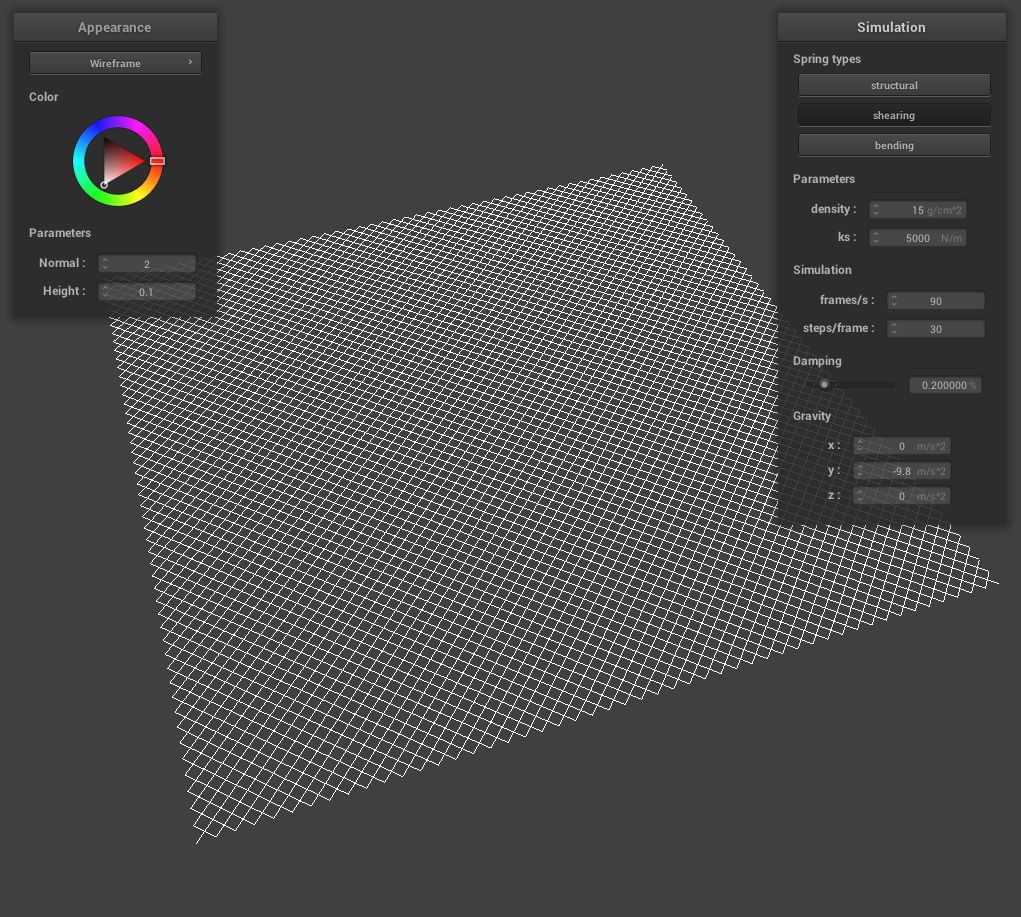 Appearance
Wireframe
Color
Parameters
Normal : 2
Height : 0.1
Simulation
Spring types
structural
shearing
bending
Parameters
density : 15 g/cm^2
ks : 5000 N/m
Simulation
frames/s : 90
steps/frame : 30
Damping
0.200000 %
Gravity
x : 0 m/s^2
y : -9.8 m/s^2
z : 0 m/s^2